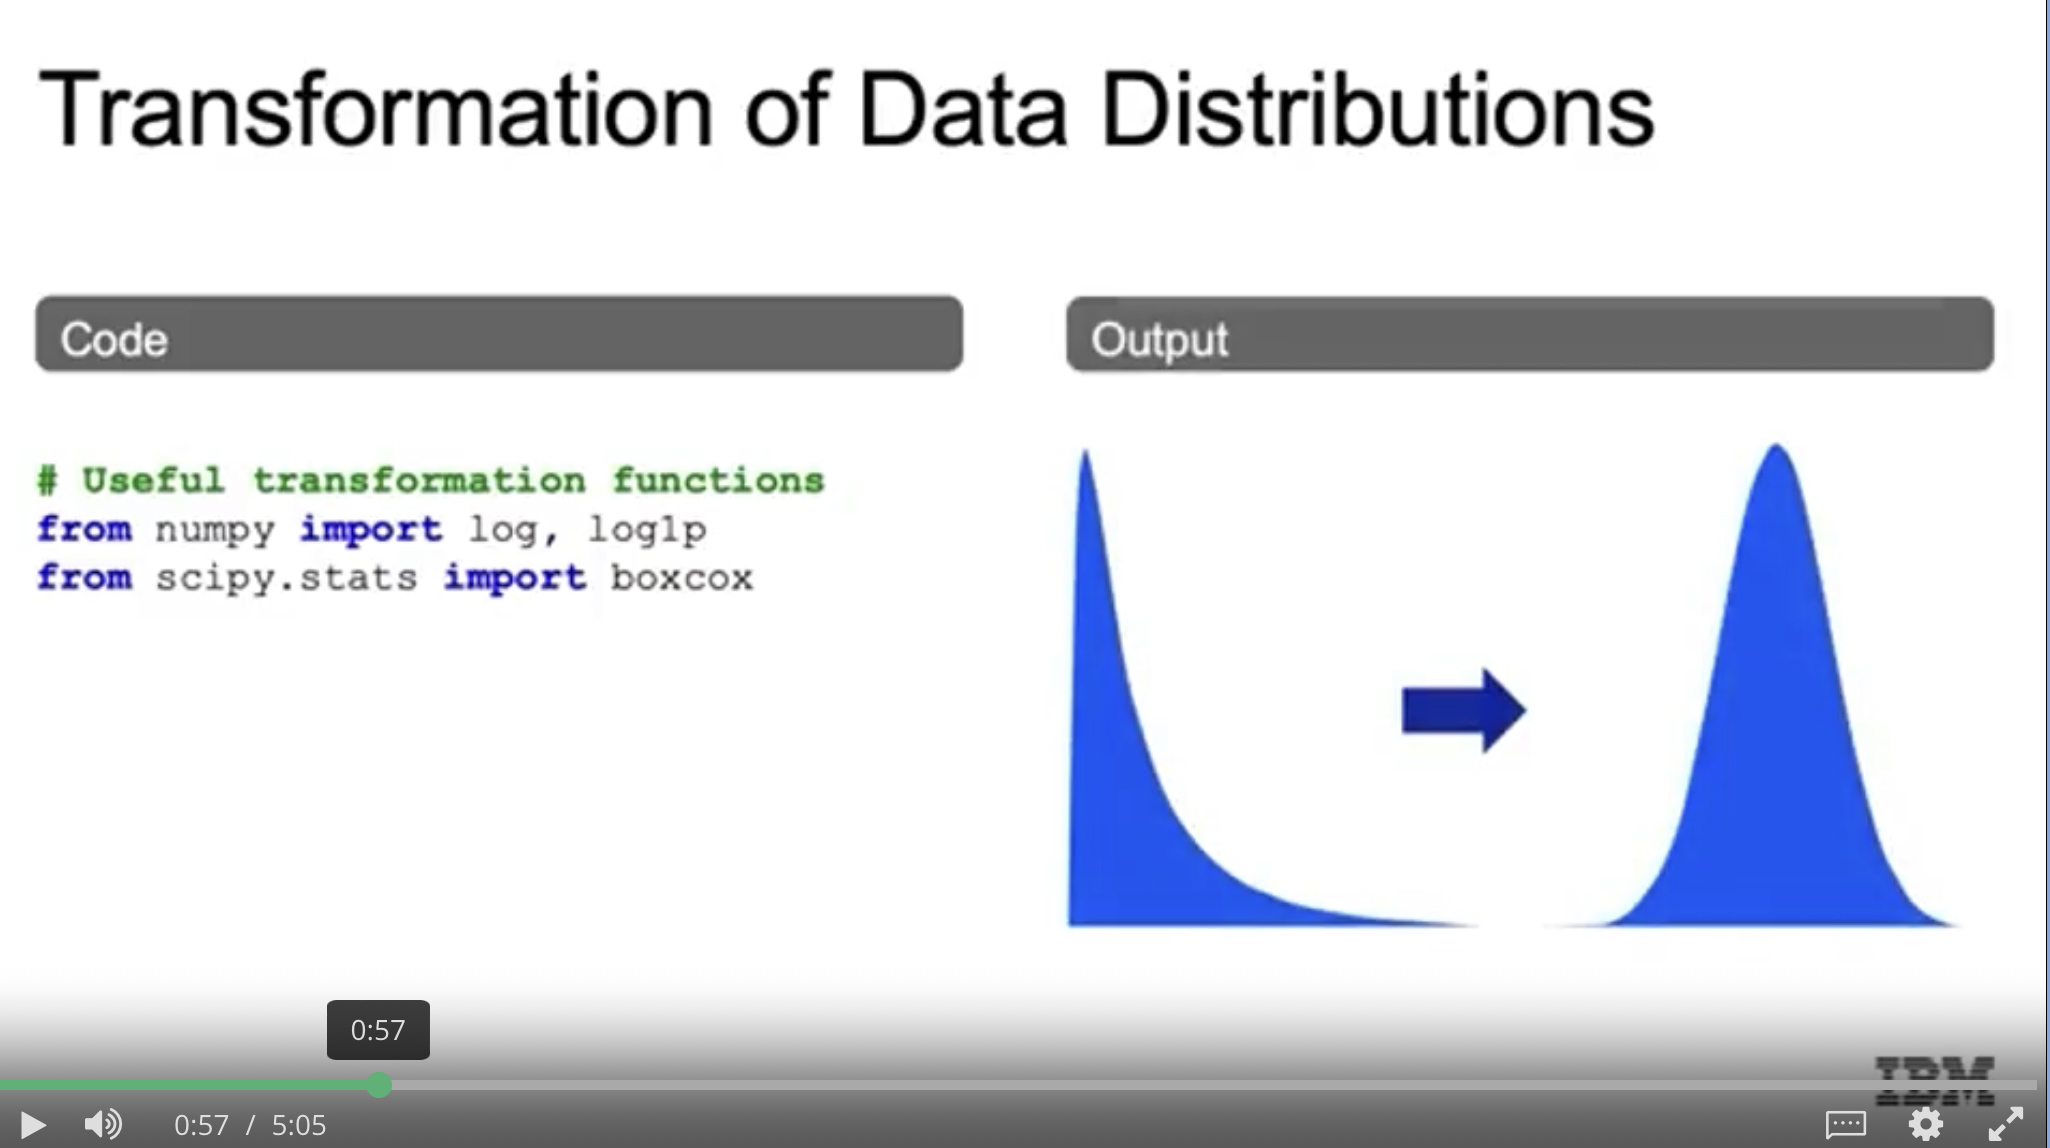 Transformation of Data Distributions
Code
# Useful transformation functions
from numpy import log, log1p
from scipy.stats import boxcox
Output
0:57
IBM
0:57 / 5:05